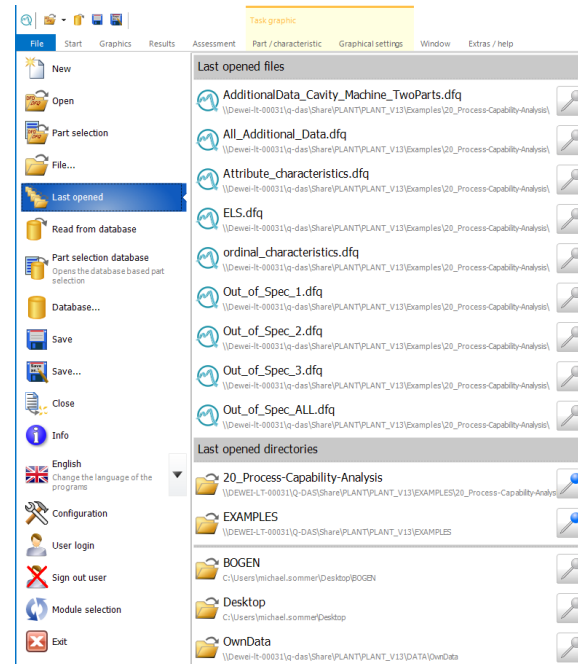 Task graphic
File Start Graphics Results Assessment Part / characteristic Graphical settings Window Extras / help
New
Open
Part selection
File...
Last opened
Read from database
Part selection database
Opens the database based part
selection
Database...
Save
Save...
Close
Info
English
Change the language of the
programs
Configuration
User login
Sign out user
Module selection
Exit
Last opened files
AdditionalData_Cavity_Machine_TwoParts.dfq
\\Dewei-lt-00031\q-das\Share\PLANT\PLANT_V13\Examples\20_Process-Capability-Analysis\
All_Additional_Data.dfq
\\Dewei-lt-00031\q-das\Share\PLANT\PLANT_V13\Examples\20_Process-Capability-Analysis\
Attribute_characteristics.dfq
\\Dewei-lt-00031\q-das\Share\PLANT\PLANT_V13\Examples\20_Process-Capability-Analysis\
ELS.dfq
\\Dewei-lt-00031\q-das\Share\PLANT\PLANT_V13\Examples\20_Process-Capability-Analysis\
ordinal_characteristics.dfq
\\Dewei-lt-00031\q-das\Share\PLANT\PLANT_V13\Examples\20_Process-Capability-Analysis\
Out_of_Spec_1.dfq
\\Dewei-lt-00031\q-das\Share\PLANT\PLANT_V13\Examples\20_Process-Capability-Analysis\
Out_of_Spec_2.dfq
\\Dewei-lt-00031\q-das\Share\PLANT\PLANT_V13\Examples\20_Process-Capability-Analysis\
Out_of_Spec_3.dfq
\\Dewei-lt-00031\q-das\Share\PLANT\PLANT_V13\Examples\20_Process-Capability-Analysis\
Out_of_Spec_ALL.dfq
\\Dewei-lt-00031\q-das\Share\PLANT\PLANT_V13\Examples\20_Process-Capability-Analysis\
Last opened directories
20_Process-Capability-Analysis
\\DEWEI-LT-00031\Q-DAS\Share\PLANT\PLANT_V13\EXAMPLES\20_Process-Capability-Analys
EXAMPLES
\\DEWEI-LT-00031\Q-DAS\Share\PLANT\PLANT_V13\EXAMPLES
BOGEN
C:\Users\michael.sommer\Desktop\BOGEN
Desktop
C:\Users\michael.sommer\Desktop
OwnData
\\Dewei-lt-00031\q-das\Share\PLANT\PLANT_V13\DATA\OwnData